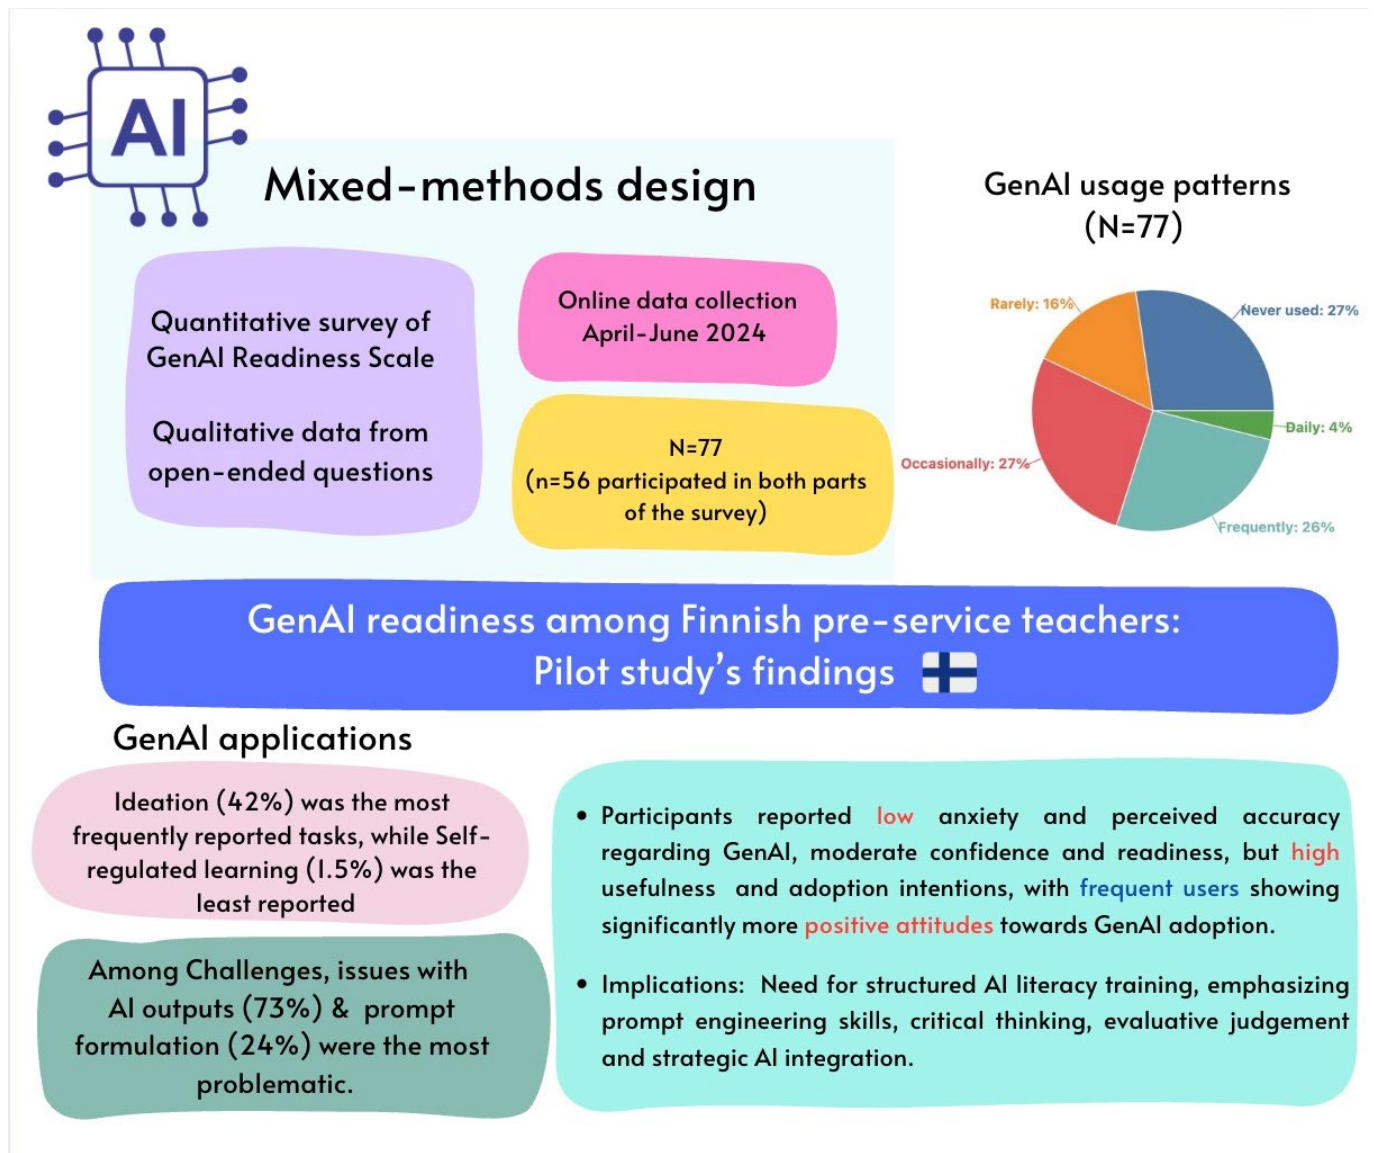 AI
Mixed-methods design
Quantitative survey of
GenAI Readiness Scale
Qualitative data from
open-ended questions
Online data collection
April-June 2024
N=77
(n=56 participated in both parts
of the survey)
GenAI usage patterns
(N=77)
Rarely: 16%
Never used: 27%
Daily: 4%
Occasionally: 27%
Frequently: 26%
GenAI readiness among Finnish pre-service teachers:
Pilot study's findings
GenAI applications
Ideation (42%) was the most
frequently reported tasks, while Self-
regulated learning (1.5%) was the
least reported
Among Challenges, issues with
AI outputs (73%) & prompt
formulation (24%) were the most
problematic.
• Participants reported low anxiety and perceived accuracy
regarding GenAI, moderate confidence and readiness, but high
usefulness and adoption intentions, with frequent users showing
significantly more positive attitudes towards GenAI adoption.
• Implications: Need for structured AI literacy training, emphasizing
prompt engineering skills, critical thinking, evaluative judgement
and strategic AI integration.